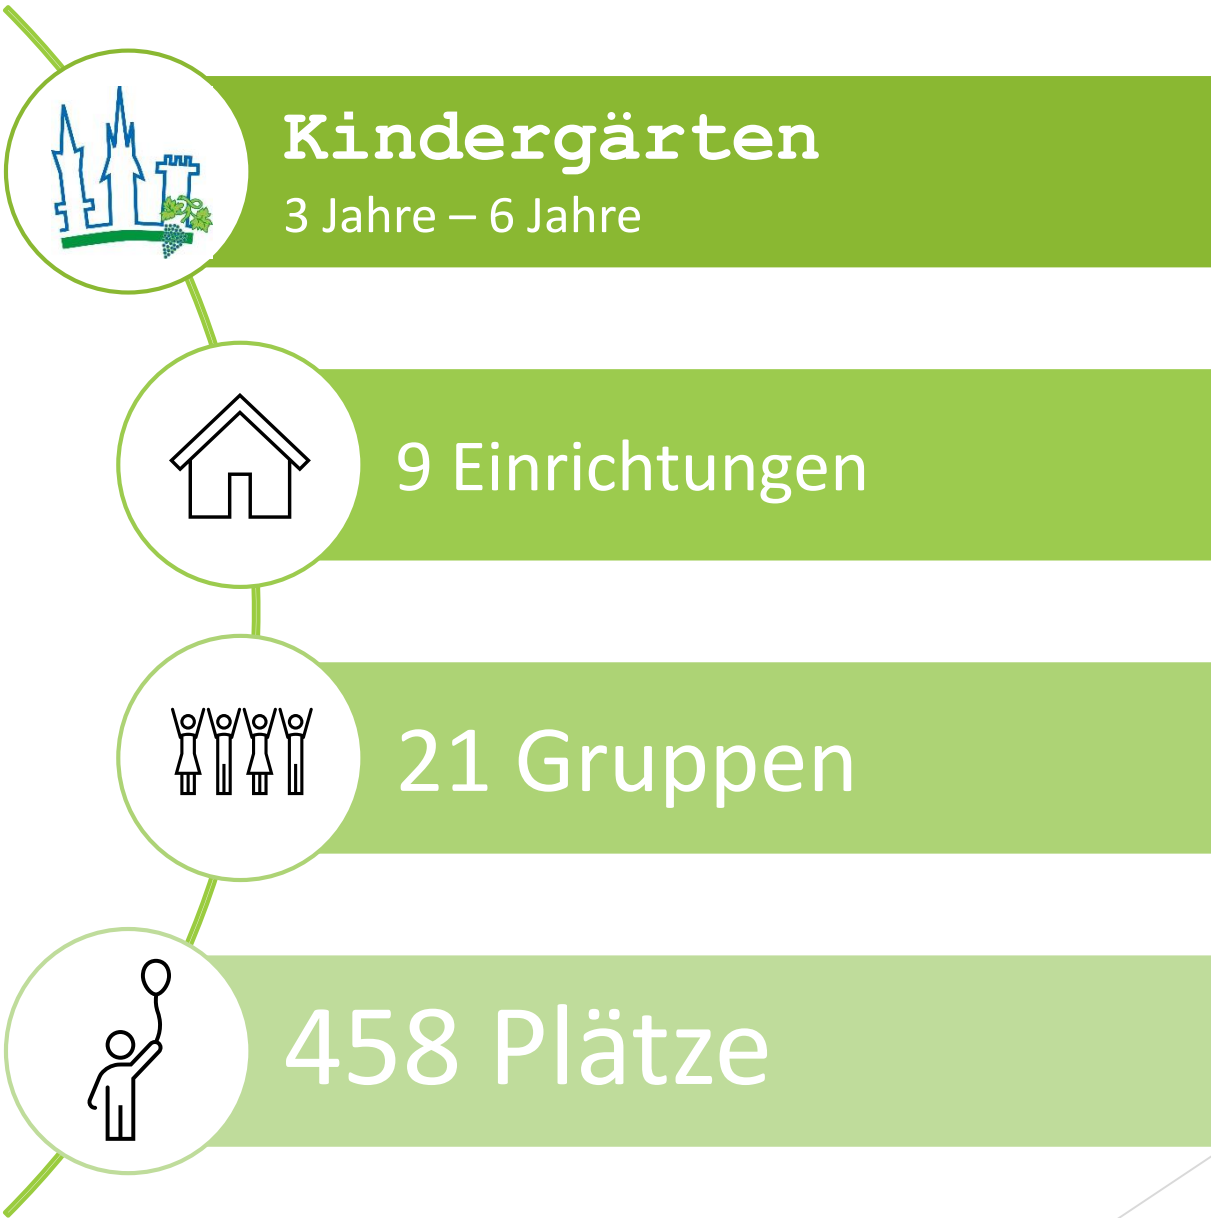 Kindergärten
3 Jahre – 6 Jahre
9 Einrichtungen
21 Gruppen
458 Plätze